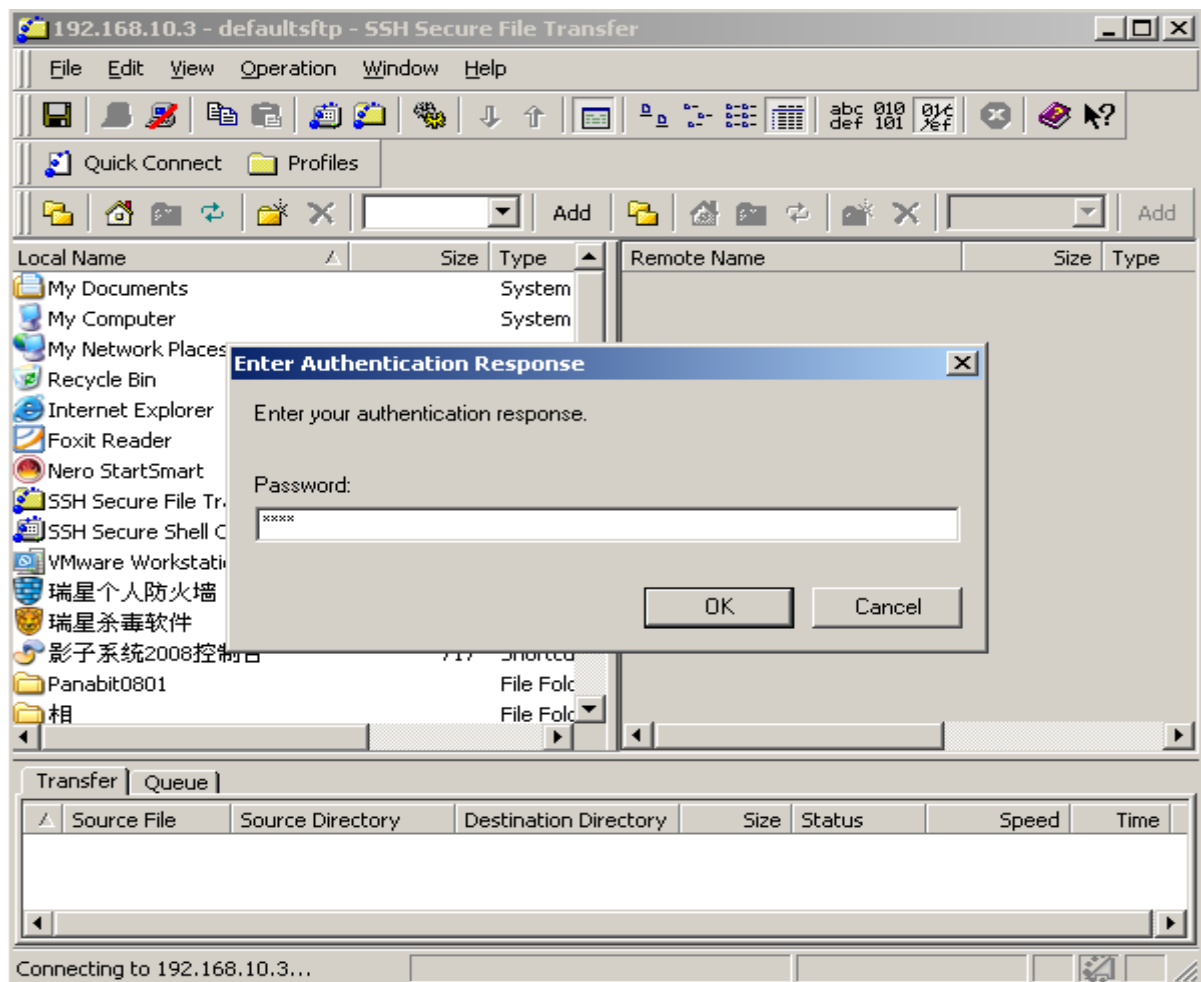 192.168.10.3 - defaultsftp - SSH Secure File Transfer
File Edit View Operation Window Help
abc def 010 101
Quick Connect Profiles
Add Add
Local Name Size Type Remote Name Size Type
My Documents System
My Computer System
My Network Places
Recycle Bin
Internet Explorer
Foxit Reader
Nero StartSmart
SSH Secure File Tr
SSH Secure Shell C
VMware Workstati
瑞星个人防火墙
瑞星杀毒软件
影子系统2008控制台 717 Shortcu
Panabit0801 File Fold
相 File Fold
Enter Authentication Response
Enter your authentication response.
Password:
****
OK Cancel
Transfer Queue
Source File Source Directory Destination Directory Size Status Speed Time
Connecting to 192.168.10.3...